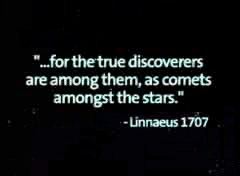 "...for the true discoverers
are among them, as comets
amongst the stars."
- Linnaeus 1707